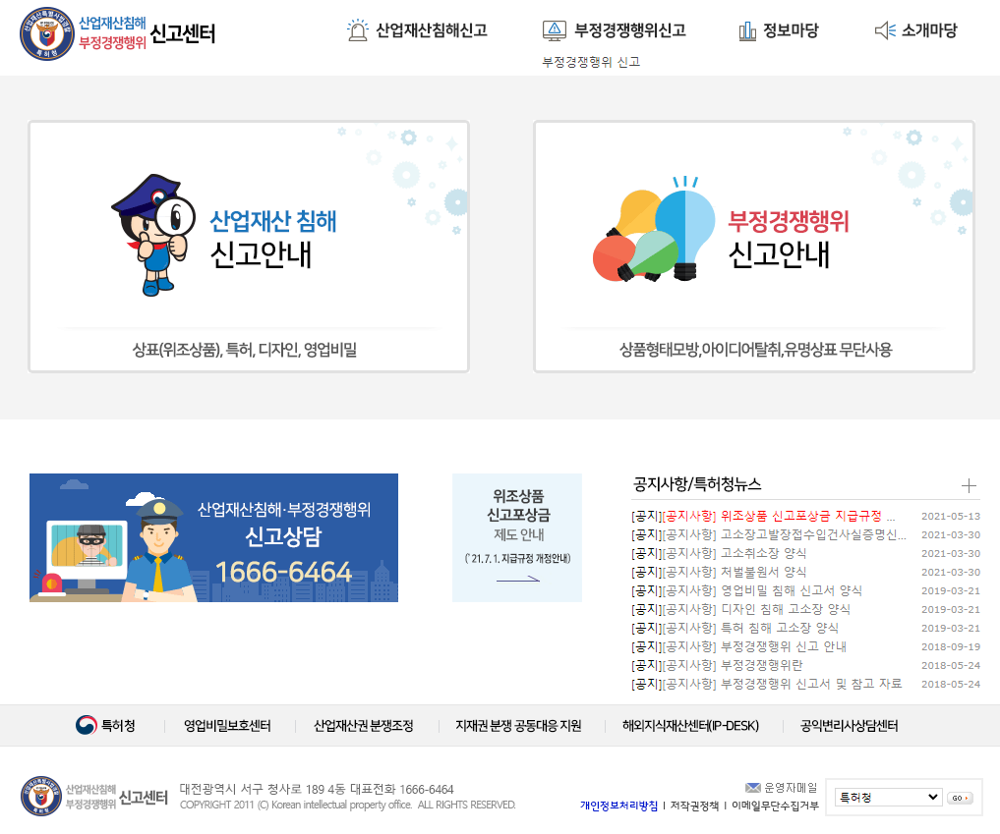 산업재산침해
부정경쟁행위
신고센터
산업재산침해신고
부정경쟁행위신고
정보마당
소개마당
부정경쟁행위 신고
산업재산 침해
신고안내
상표(위조상품), 특허, 디자인, 영업비밀
부정경쟁행위
신고안내
상품형태모방,아이디어탈취,유명상표 무단사용
산업재산침해·부정경쟁행위
신고상담
1666-6464
위조상품
신고포상금
제도 안내
(`21.7.1. 지급규정 개정안내)
공지사항/특허청뉴스
[공지][공지사항] 위조상품 신고포상금 지급규정 ... 2021-05-13
[공지][공지사항] 고소장고발장접수입건사실증명신... 2021-03-30
[공지][공지사항] 고소취소장 양식 2021-03-30
[공지][공지사항] 처벌불원서 양식 2021-03-30
[공지][공지사항] 영업비밀 침해 신고서 양식 2019-03-21
[공지][공지사항] 디자인 침해 고소장 양식 2019-03-21
[공지][공지사항] 특허 침해 고소장 양식 2019-03-21
[공지][공지사항] 부정경쟁행위 신고 안내 2018-09-19
[공지][공지사항] 부정경쟁행위란 2018-05-24
[공지][공지사항] 부정경쟁행위 신고서 및 참고 자료 2018-05-24
특허청 영업비밀보호센터 산업재산권 분쟁조정 지재권 분쟁 공동대응 지원 해외지식재산센터(IP-DESK) 공익변리사상담센터
산업재산침해
부정경쟁행위
신고센터
대전광역시 서구 청사로 189 4동 대표전화 1666-6464
COPYRIGHT 2011 (C) Korean intellectual property office. ALL RIGHTS RESERVED.
운영자메일
개인정보처리방침 | 저작권정책 | 이메일무단수집거부
특허청
GO